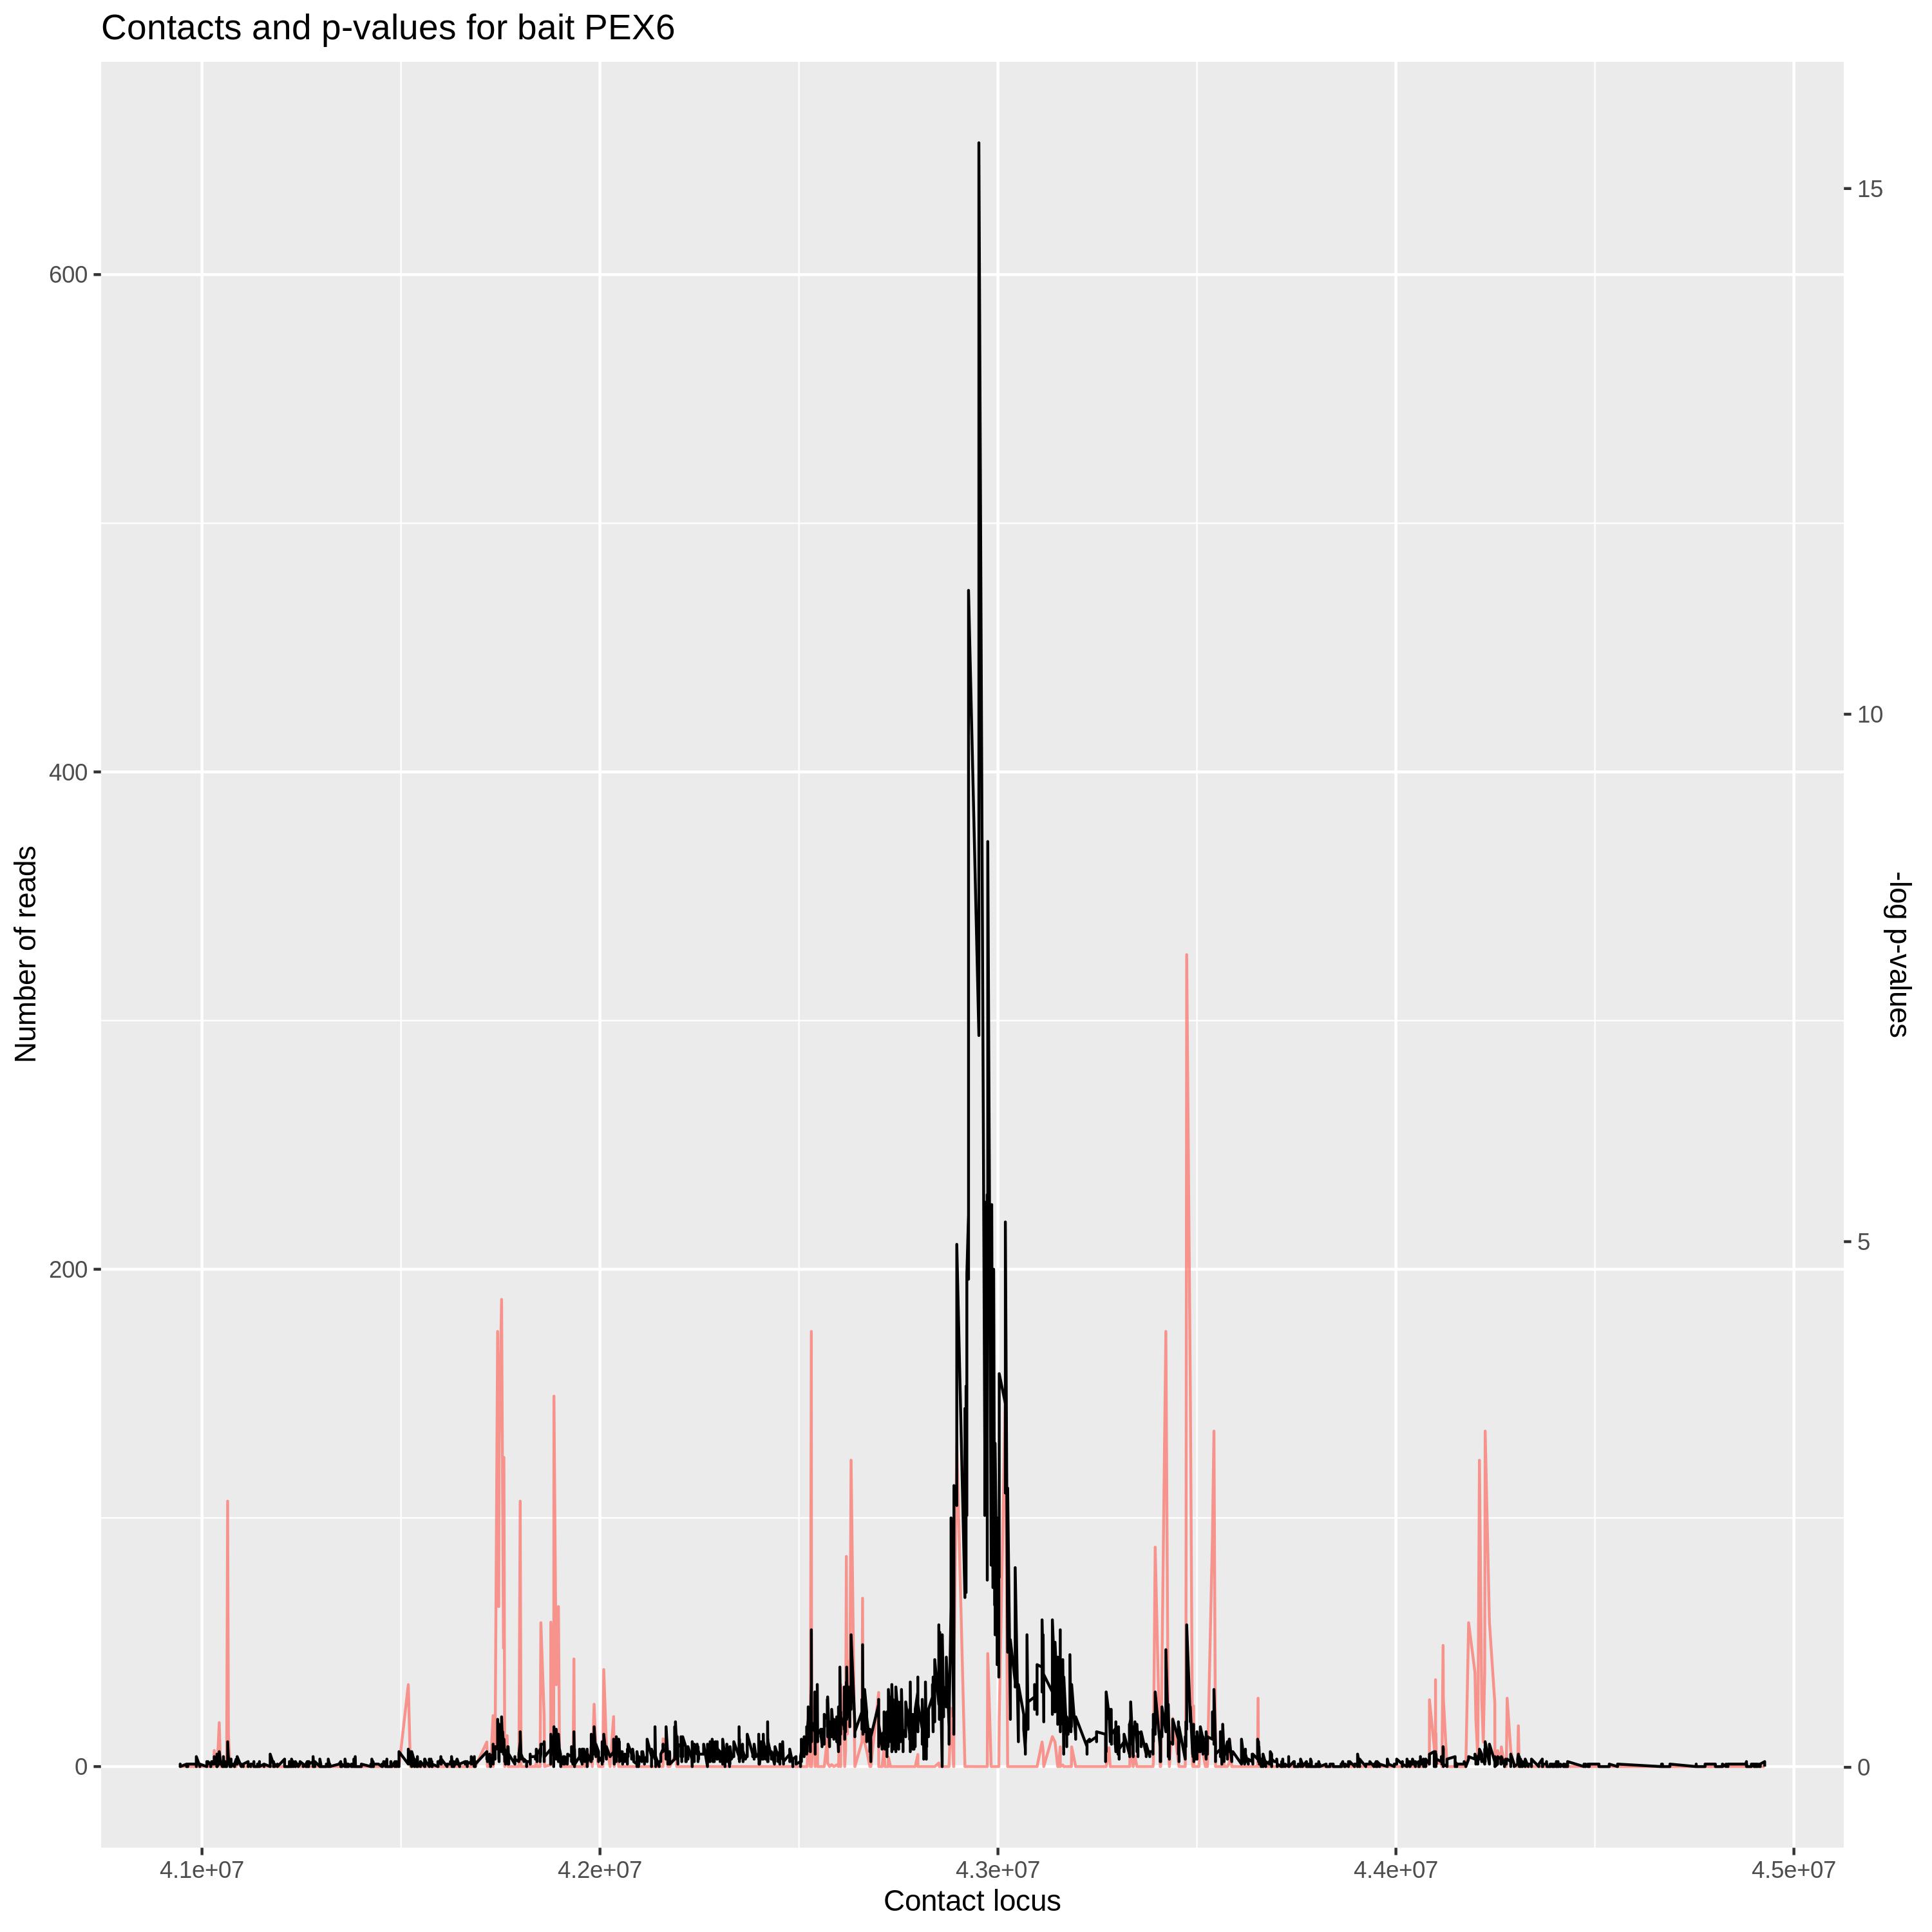 Contacts and p-values for bait PEX6
600
400
200
0
15
10
5
0
Number of reads
-log p-values
4.1e+07
4.2e+07
4.3e+07
4.4e+07
4.5e+07
Contact locus